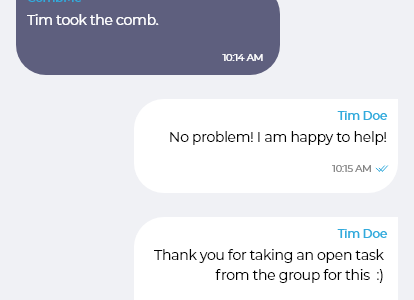 Tim took the comb.
10:14 AM
Tim Doe
No problem! I am happy to help!
10:15 AM
Tim Doe
Thank you for taking an open task
from the group for this :)